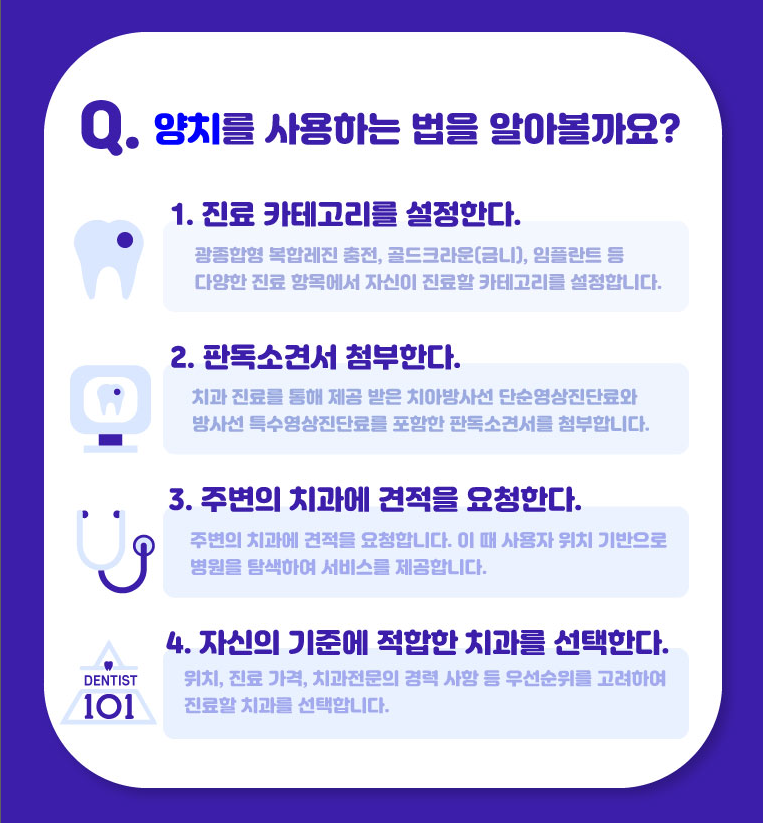 Q. 양치를 사용하는 법을 알아볼까요?
1. 진료 카테고리를 설정한다.
광중합형 복합레진 충전, 골드크라운(금니), 임플란트 등
다양한 진료 항목에서 자신이 진료할 카테고리를 설정합니다.
2. 판독소견서 첨부한다.
치과 진료를 통해 제공 받은 치아방사선 단순영상진단료와
방사선 특수영상진단료를 포함한 판독소견서를 첨부합니다.
3. 주변의 치과에 견적을 요청한다.
주변의 치과에 견적을 요청합니다. 이 때 사용자 위치 기반으로
병원을 탐색하여 서비스를 제공합니다.
4. 자신의 기준에 적합한 치과를 선택한다.
위치, 진료 가격, 치과전문의 경력 사항 등 우선순위를 고려하여
진료할 치과를 선택합니다.
DENTIST
101